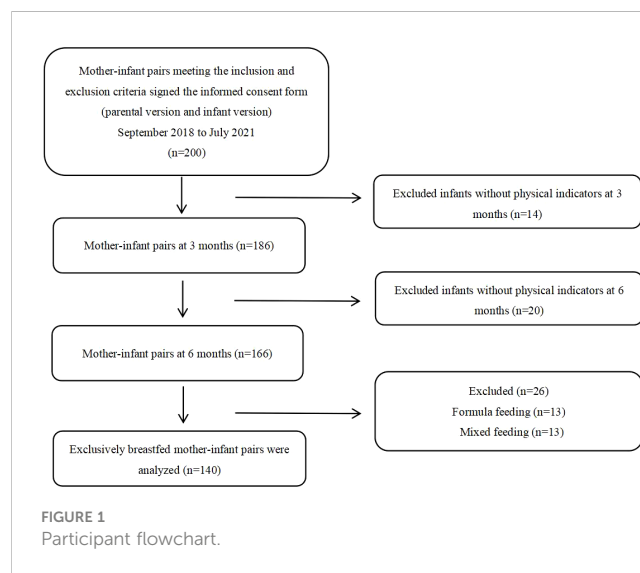 Mother-infant pairs meeting the inclusion and
exclusion criteria signed the informed consent form
(parental version and infant version)
September 2018 to July 2021
(n=200)
Excluded infants without physical indicators at 3
months (n=14)
Mother-infant pairs at 3 months (n=186)
Excluded infants without physical indicators at 6
months (n=20)
Mother-infant pairs at 6 months (n=166)
Excluded (n=26)
Formula feeding (n=13)
Mixed feeding (n=13)
Exclusively breastfed mother-infant pairs were
analyzed (n=140)
FIGURE 1
Participant flowchart.